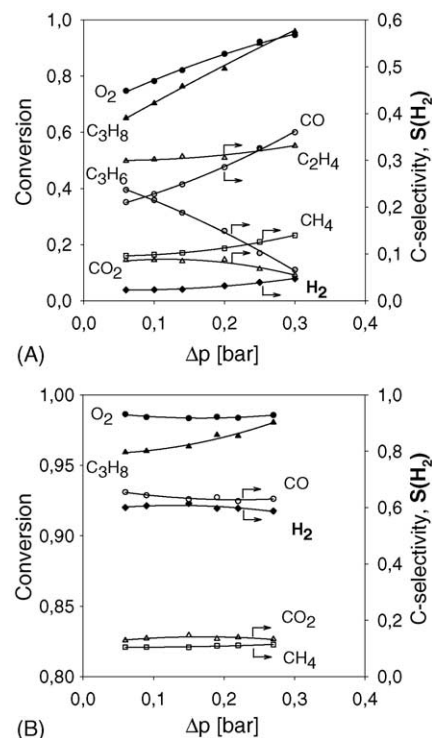 1,0
0,8
0,6
0,4
0,2
0,0
Conversion
O2
C3H8
C3H6
CO2
CO
C2H4
CH4
H2
0,6
0,5
0,4
0,3
0,2
0,1
0,0
C-selectivity, S(H2)
0,0 0,1 0,2 0,3 0,4
(A) Δp [bar]
1,00
0,95
0,90
0,85
0,80
Conversion
O2
C3H8
CO
H2
CO2
CH4
1,0
0,8
0,6
0,4
0,2
0,0
C-selectivity, S(H2)
0,0 0,1 0,2 0,3 0,4
(B) Δp [bar]